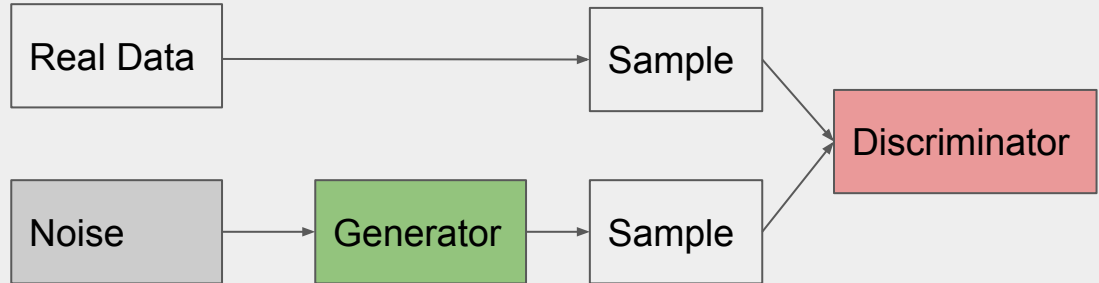 Real Data
Sample
Discriminator
Noise
Generator
Sample